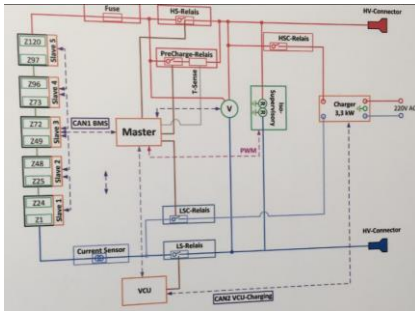 Fuse
HS-Relais
HV-Connector
HSC-Relais
PreCharge-Relais
T-Sense
Z120
Z97
Slave 5
Z96
Z73
Slave 4
Z72
Z49
Slave 3
Z48
Z25
Slave 2
Z24
Z1
Slave 1
CAN1 BMS
Master
V
Iso-
Supervisory
R
R
PWM
Charger
3,3 kW
220V AC
LSC-Relais
HV-Connector
Current Sensor
LS-Relais
VCU
CAN2 VCU-Charging